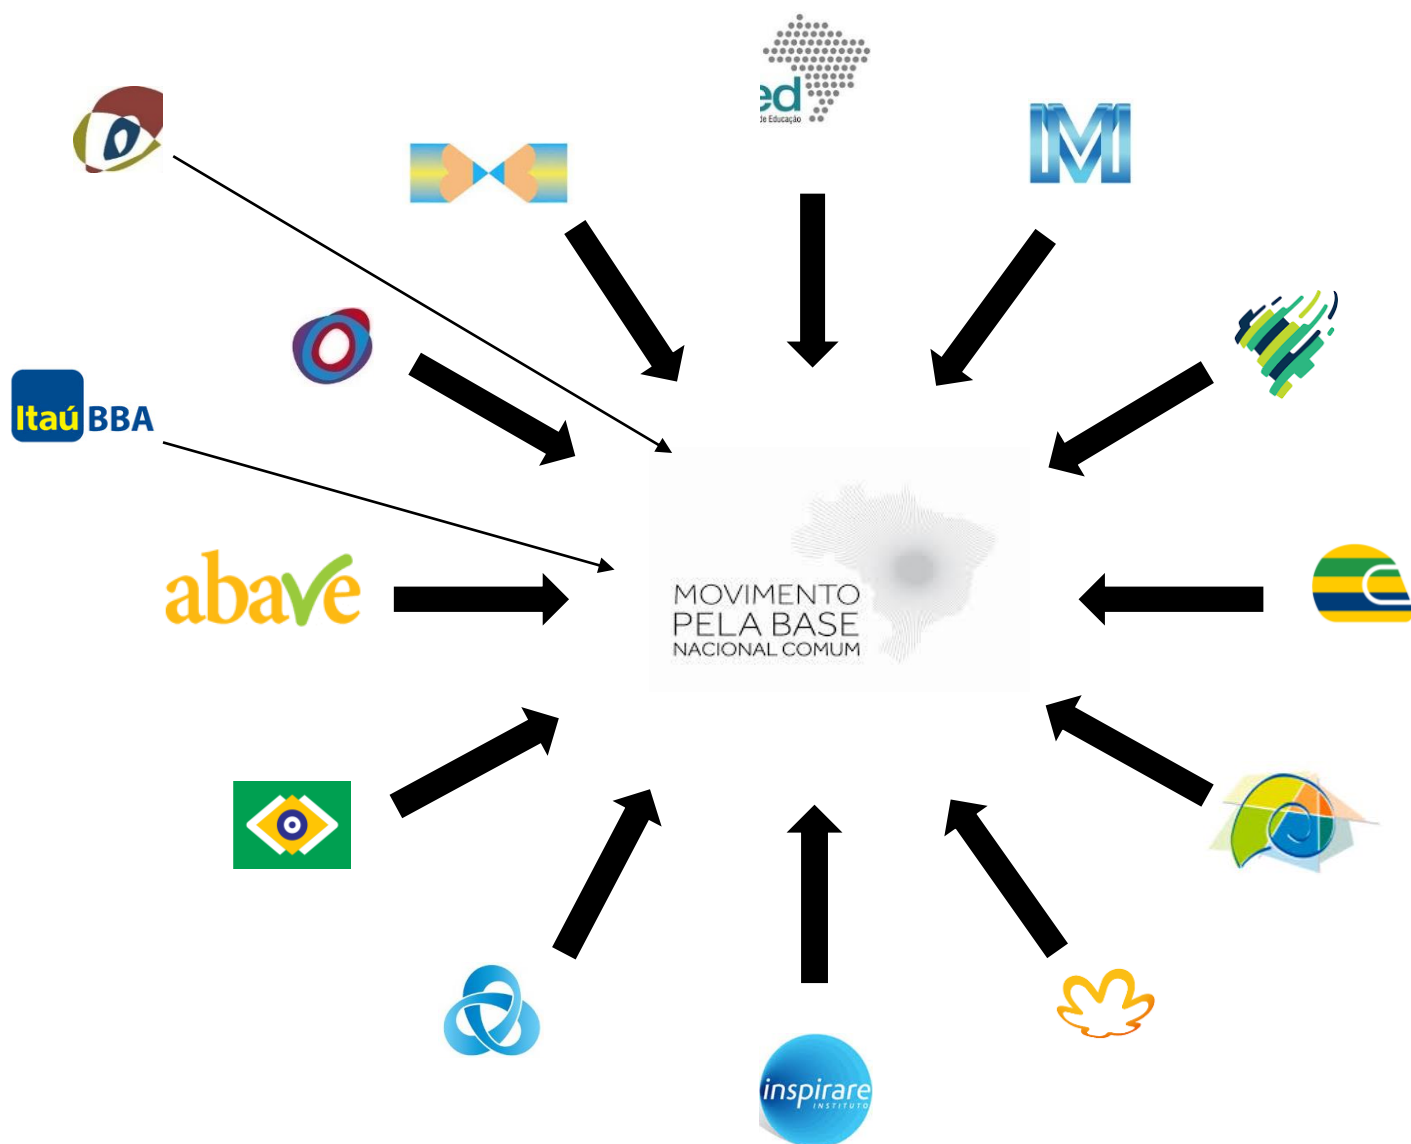 ed
de Educação
Itaú BBA
abave
MOVIMENTO
PELA BASE
NACIONAL COMUM
inspirare
INSTITUTO